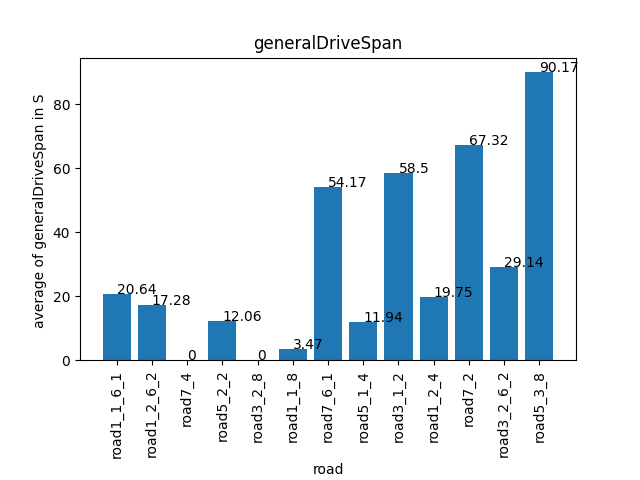 generalDriveSpan
average of generalDriveSpan in S
80
60
40
20
0
20.64
17.28
0
12.06
0
3.47
54.17
11.94
58.5
19.75
67.32
29.14
90.17
road1_1_6_1
road1_2_6_2
road7_4
road5_2_2
road3_2_8
road1_1_8
road7_6_1
road5_1_4
road3_1_2
road1_2_4
road7_2
road3_2_6_2
road5_3_8
road